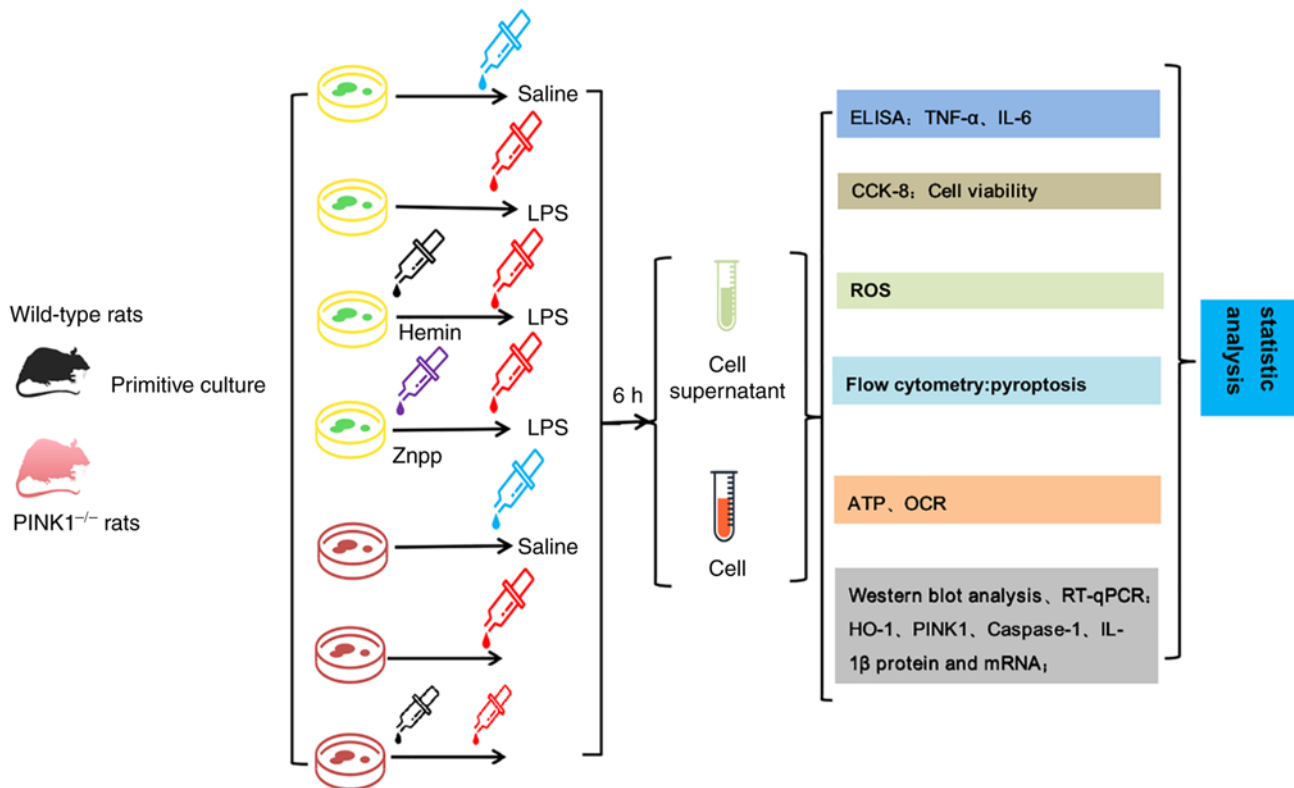 Wild-type rats
Primitive culture
PINK1⁻/⁻ rats
Saline
LPS
Hemin
LPS
Znpp
LPS
Saline
6 h
Cell
supernatant
Cell
ELISA：TNF-α、IL-6
CCK-8：Cell viability
ROS
Flow cytometry:pyroptosis
ATP、OCR
Western blot analysis、RT-qPCR：
HO-1、PINK1、Caspase-1、IL-
1β protein and mRNA；
statistic
analysis